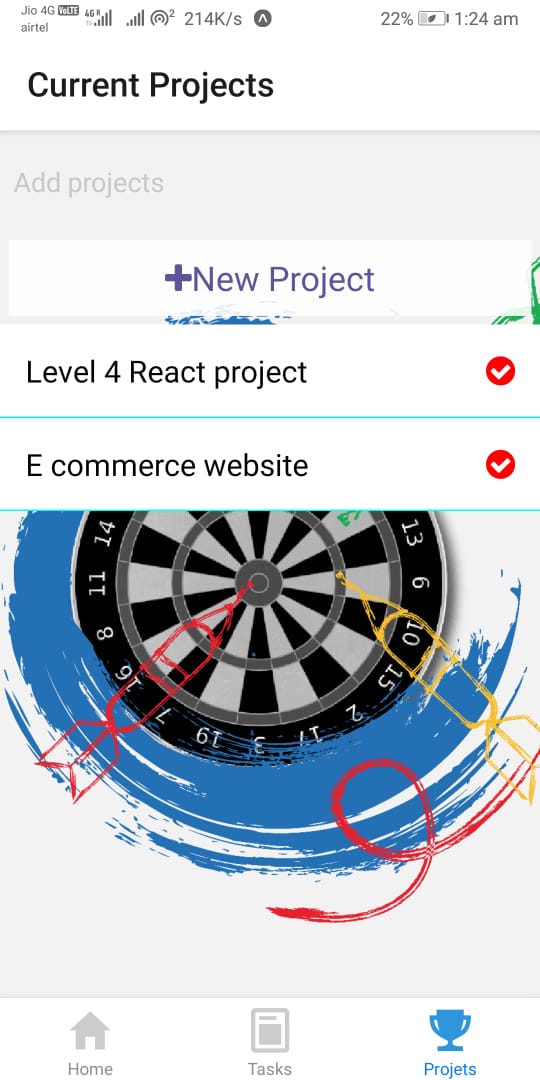 Jio 4G VoLTE 4G R 2 214K/s 22% 1:24 am
airtel
Current Projects
Add projects
New Project
Level 4 React project
E commerce website
14 13
11 6
8 10
16 15
7 2
19 3 17
Home Tasks Projets